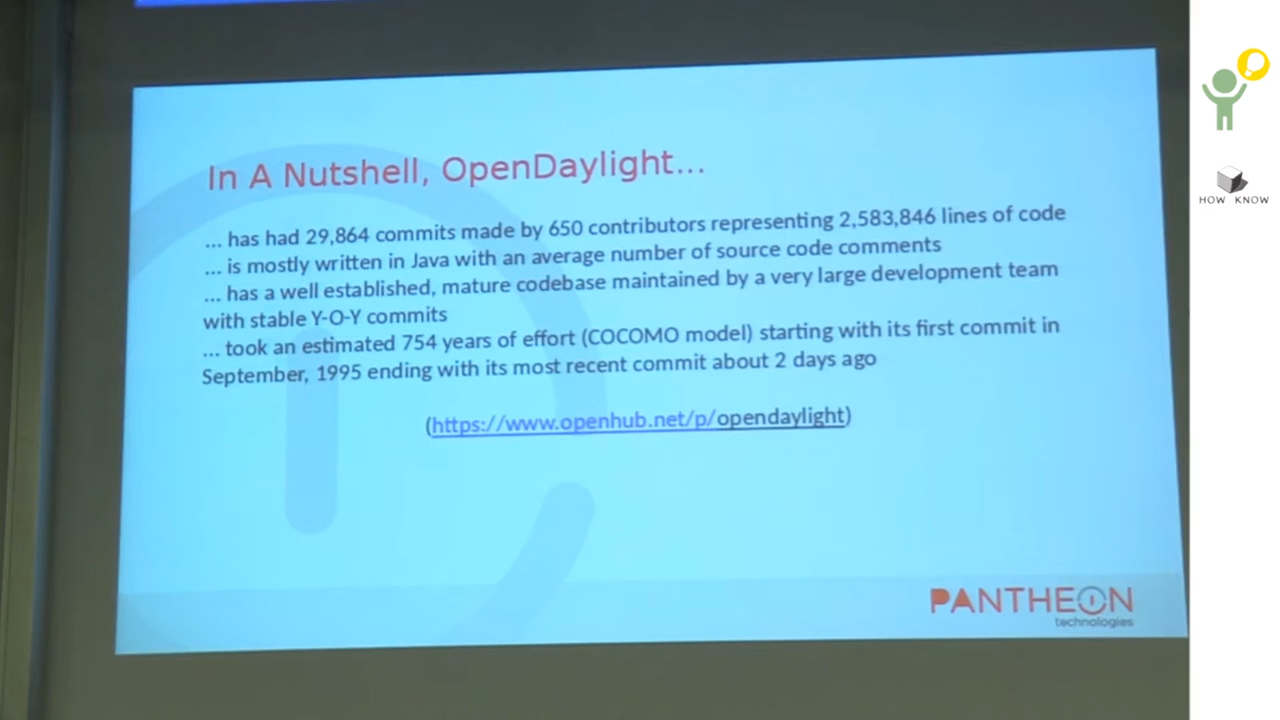 In A Nutshell, OpenDaylight...
... has had 29,864 commits made by 650 contributors representing 2,583,846 lines of code
... is mostly written in Java with an average number of source code comments
... has a well established, mature codebase maintained by a very large development team
with stable Y-O-Y commits
... took an estimated 754 years of effort (COCOMO model) starting with its first commit in
September, 1995 ending with its most recent commit about 2 days ago
(https://www.openhub.net/p/opendaylight)
PANTHEON
technologies
HOW KNOW